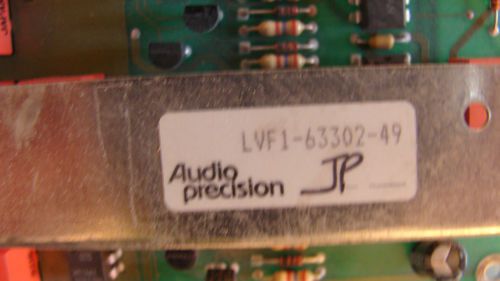 LVF1-63302-49
Audio
precision
JP